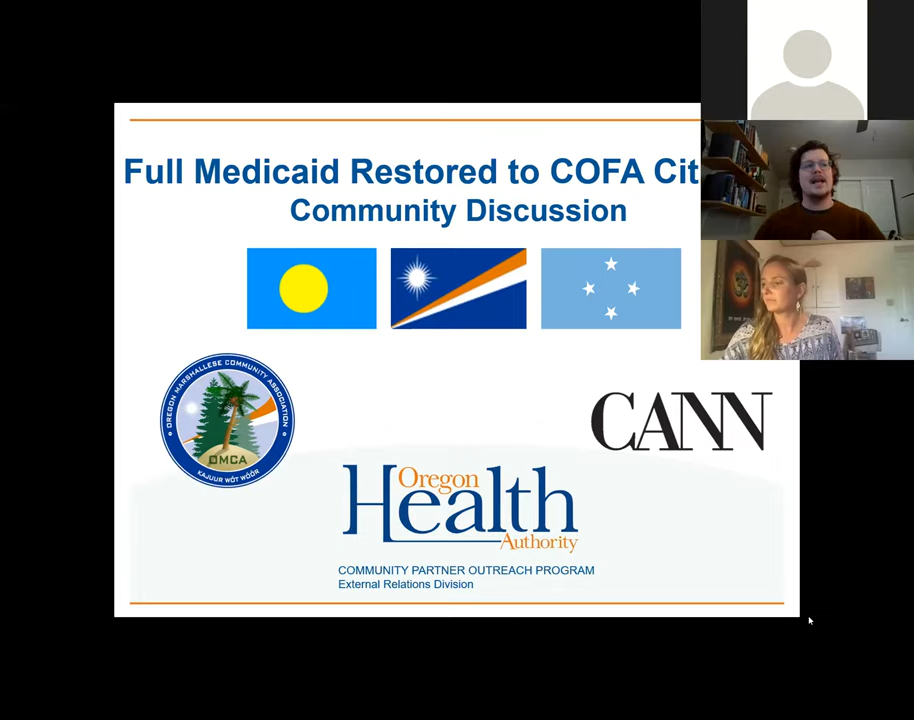 Full Medicaid Restored to COFA Cit
Community Discussion
OREGON MARSHALLESE COMMUNITY ASSOCIATION
OMCA
KAJUUR WŌT WŌŌR
CANN
Oregon
Health
Authority
COMMUNITY PARTNER OUTREACH PROGRAM
External Relations Division